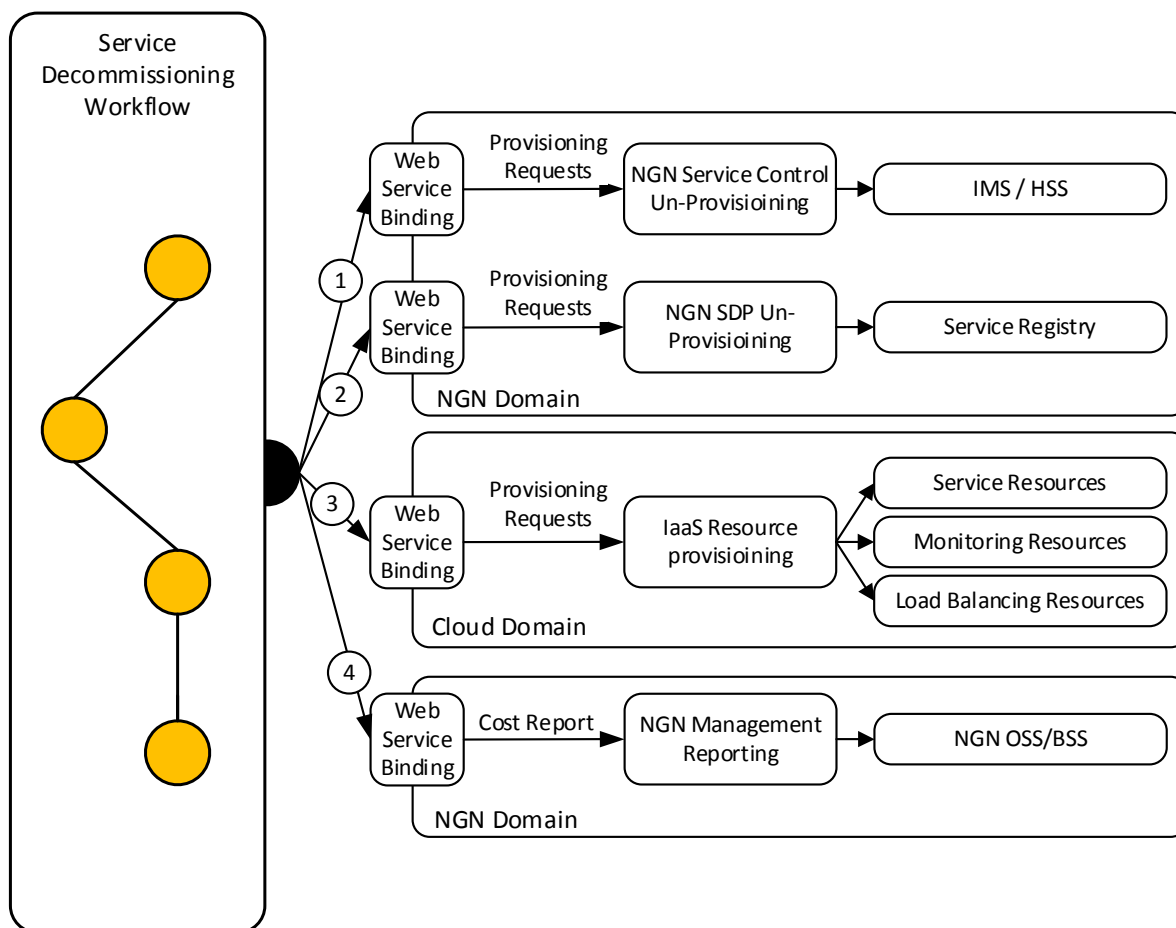 Service
Decommissioning
Workflow
1
2
3
4
Web
Service
Binding
Provisioning
Requests
NGN Service Control
Un-Provisioining
IMS / HSS
Web
Service
Binding
Provisioning
Requests
NGN SDP Un-
Provisioining
Service Registry
NGN Domain
Web
Service
Binding
Provisioning
Requests
IaaS Resource
provisioining
Service Resources
Monitoring Resources
Load Balancing Resources
Cloud Domain
Web
Service
Binding
Cost Report
NGN Management
Reporting
NGN OSS/BSS
NGN Domain